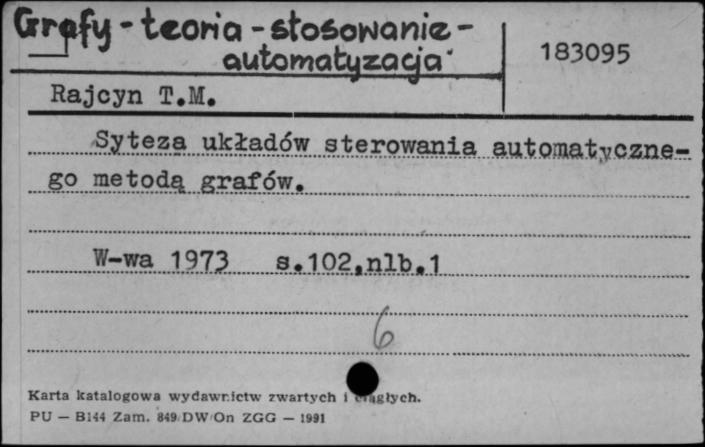 Grafy - teoria - stosowanie -
automatyzacja
183095
Rajcyn T.M.
Syteza układów sterowania automatyczne-
go metodą grafów.
W-wa 1973 s.102,nlb.1
6
Karta katalogowa wydawnictw zwartych i ciągłych.
PU — B144 Zam. 849 DW/On ZGG — 1991